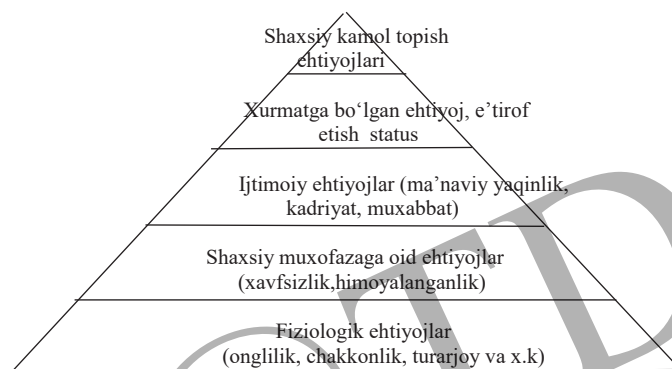 Shaxsiy kamol topish
ehtiyojlari
Xurmatga bo‘lgan ehtiyoj, e’tirof
etish status
Ijtimoiy ehtiyojlar (ma’naviy yaqinlik,
kadriyat, muxabbat)
Shaxsiy muxofazaga oid ehtiyojlar
(xavfsizlik,himoyalanganlik)
Fiziologik ehtiyojlar
(onglilik, chakkonlik, turarjoy va x.k)